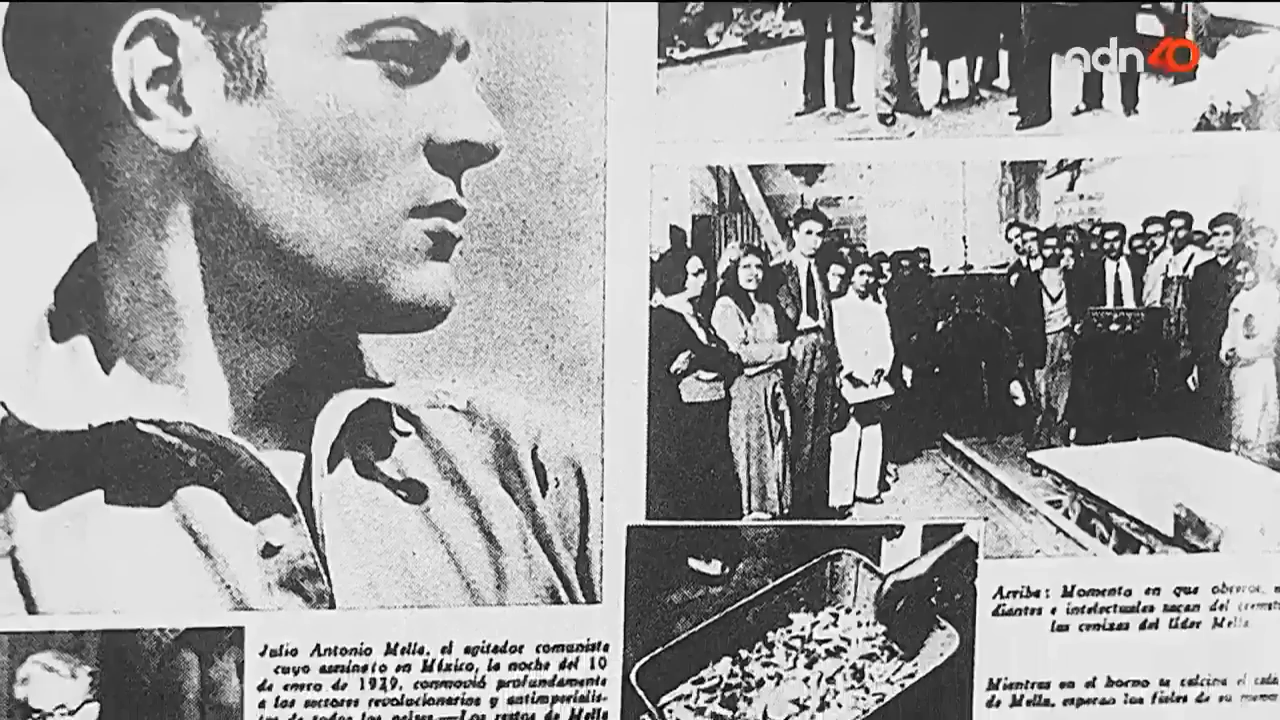 adn40
Julio Antonio Mella, el agitador comunista
cuyo asesinato en México, la noche del 10
de enero de 1929, conmovió profundamente
a los sectores revolucionarios y antimperialis-
tas de todos los países.—Los restos de Mella
Arriba: Momento en que obreros,
diantes e intelectuales sacan del
las cenizas del líder Mella.
Mientras en el horno se calcina el
de Mella, esperan los fieles de su